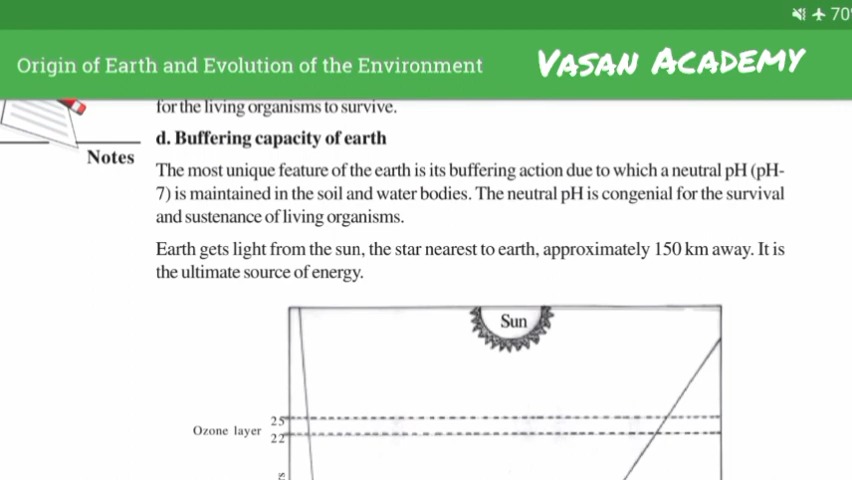 70
Origin of Earth and Evolution of the Environment
VASAN ACADEMY
for the living organisms to survive.
d. Buffering capacity of earth
Notes
The most unique feature of the earth is its buffering action due to which a neutral pH (pH-
7) is maintained in the soil and water bodies. The neutral pH is congenial for the survival
and sustenance of living organisms.
Earth gets light from the sun, the star nearest to earth, approximately 150 km away. It is
the ultimate source of energy.
Sun
25
Ozone layer
22